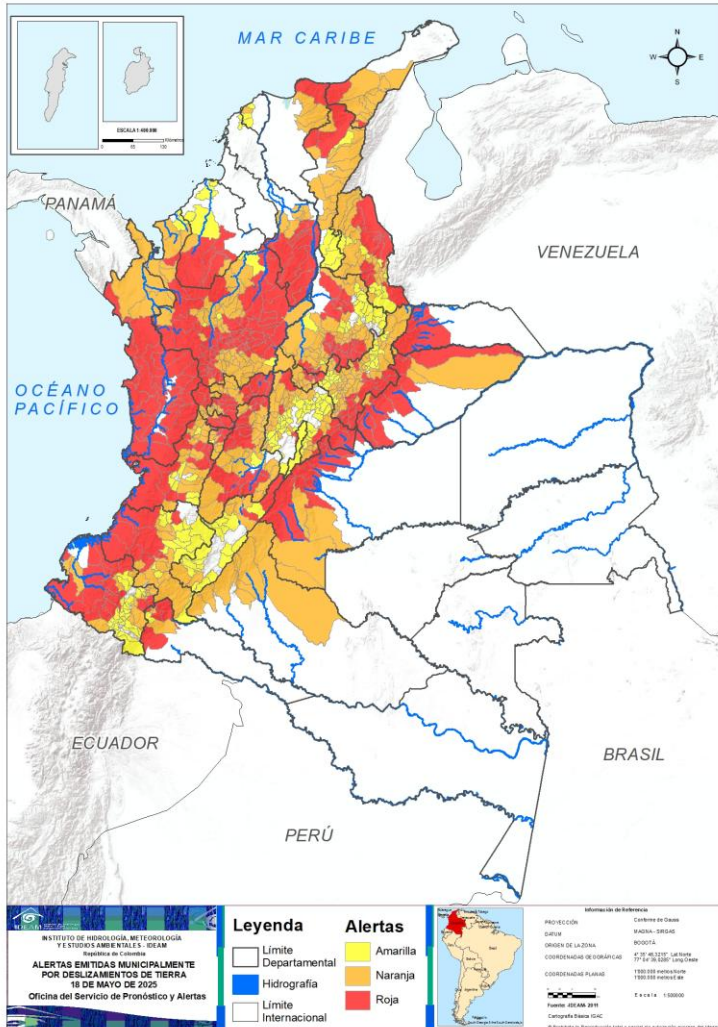 MAR CARIBE
W
N
E
S
ESCALA 1:400.000
PANAMÁ
VENEZUELA
OCÉANO
PACÍFICO
ECUADOR
PERÚ
BRASIL
IDEAM
INSTITUTO DE HIDROLOGÍA, METEOROLOGÍA
Y ESTUDIOS AMBIENTALES - IDEAM
República de Colombia
ALERTAS EMITIDAS MUNICIPALMENTE
POR DESLIZAMIENTOS DE TIERRA
18 DE MAYO DE 2025
Oficina del Servicio de Pronóstico y Alertas
Leyenda
Límite
Departamental
Hidrografía
Límite
Internacional
Alertas
Amarilla
Naranja
Roja
Información de Referencia
PROYECCIÓN Conforme de Gauss
DATUM MAGNA - SIRGAS
ORIGEN DE LA ZONA BOGOTÁ
COORDENADAS GEOGRÁFICAS
COORDENADAS PLANAS
Escala
Cartografía Básica IGAC